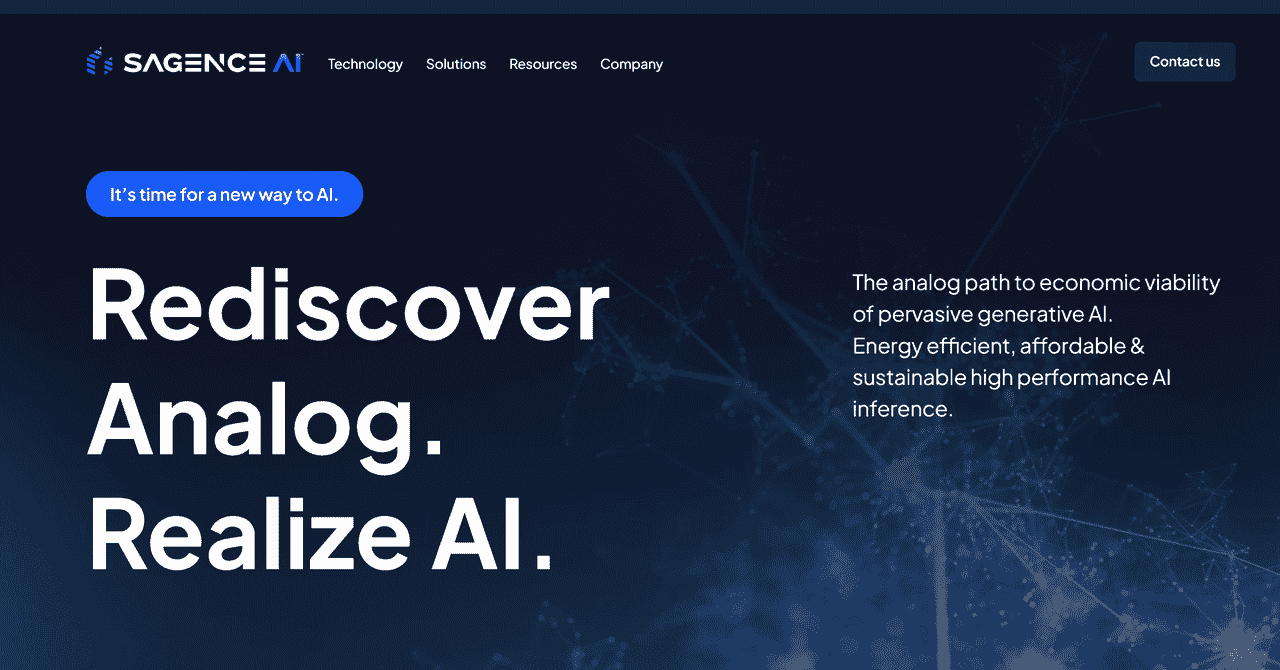 SAGENCE AI Technology Solutions Resources Company Contact us
It's time for a new way to AI.
Rediscover
Analog.
Realize AI.
The analog path to economic viability
of pervasive generative AI.
Energy efficient, affordable &
sustainable high performance AI
inference.